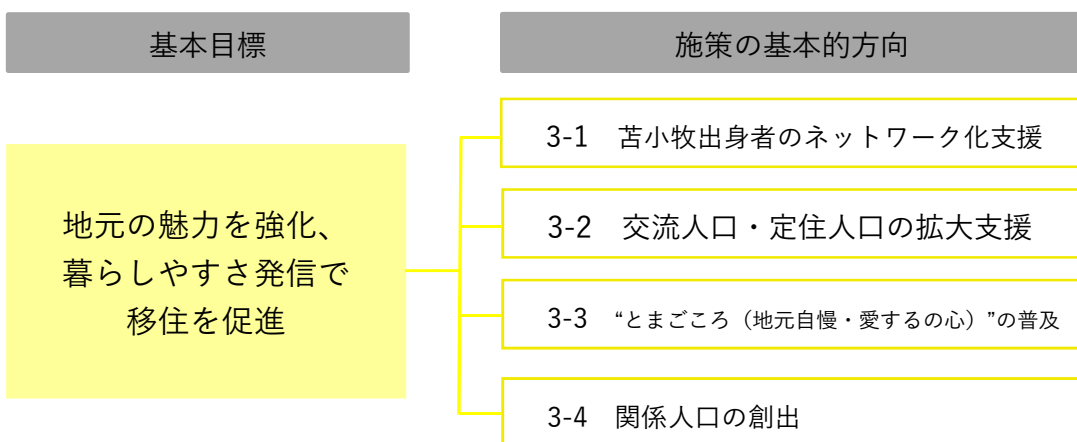 基本目標
施策の基本的方向
地元の魅力を強化、
暮らしやすさ発信で
移住を促進
3-1 苫小牧出身者のネットワーク化支援
3-2 交流人口・定住人口の拡大支援
3-3 “とまごころ（地元自慢・愛するの心）”の普及
3-4 関係人口の創出